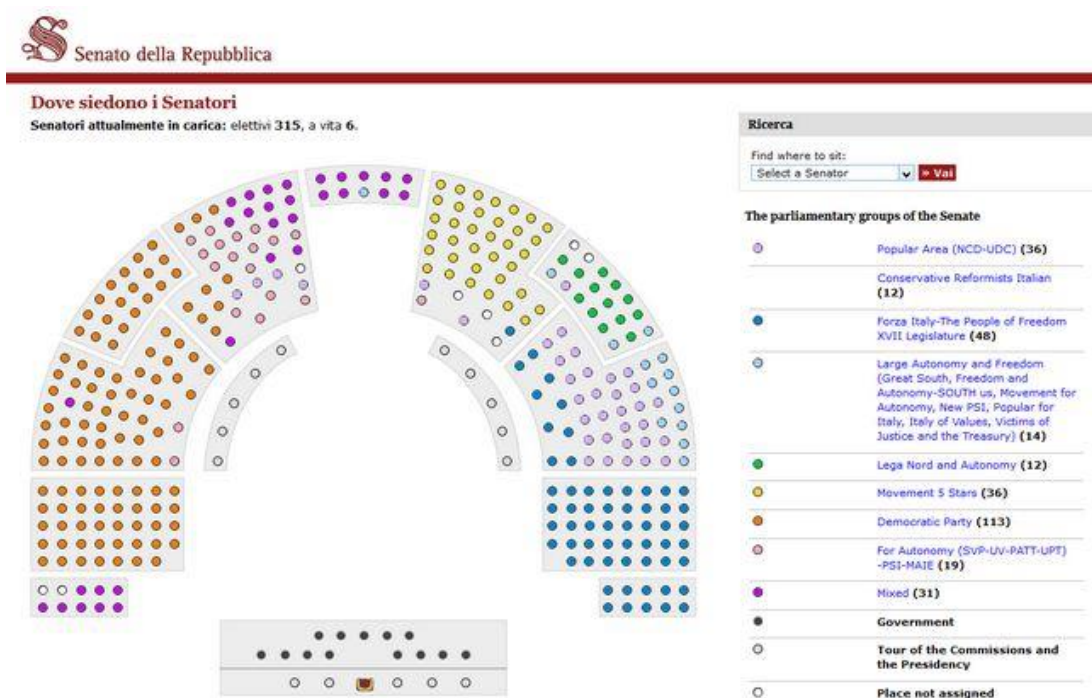 Senato della Repubblica
Dove siedono i Senatori
Senatori attualmente in carica: elettivi 315, a vita 6.
Ricerca
Find where to sit:
Select a Senator
» Vai
The parliamentary groups of the Senate
Popular Area (NCD-UDC) (36)
Conservative Reformists Italian
(12)
Forza Italy-The People of Freedom
XVII Legislature (48)
Large Autonomy and Freedom
(Great South, Freedom and
Autonomy-SOUTH us, Movement for
Autonomy, New PSI, Popular for
Italy, Italy of Values, Victims of
Justice and the Treasury) (14)
Lega Nord and Autonomy (12)
Movement 5 Stars (36)
Democratic Party (113)
For Autonomy (SVP-UV-PATT-UPT)
-PSI-MAIE (19)
Mixed (31)
Government
Tour of the Commissions and
the Presidency
Place not assigned